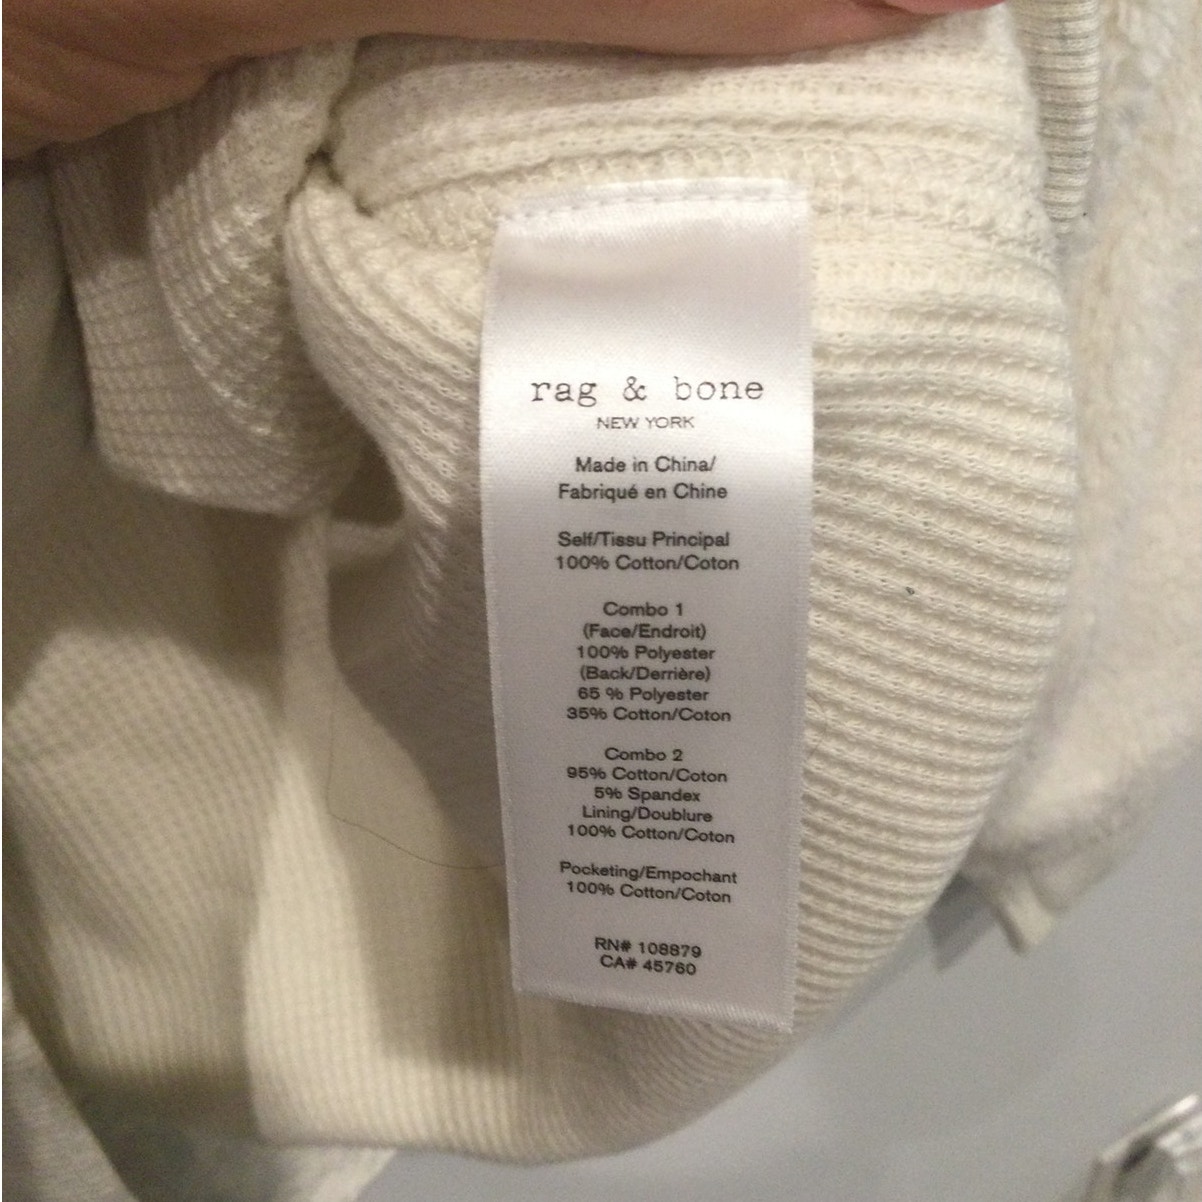 rag & bone
NEW YORK
Made in China/
Fabriqué en Chine
Self/Tissu Principal
100% Cotton/Coton
Combo 1
(Face/Endroit)
100% Polyester
(Back/Derrière)
65 % Polyester
35% Cotton/Coton
Combo 2
95% Cotton/Coton
5% Spandex
Lining/Doublure
100% Cotton/Coton
Pocketing/Empochant
100% Cotton/Coton
RN# 108879
CA# 45760